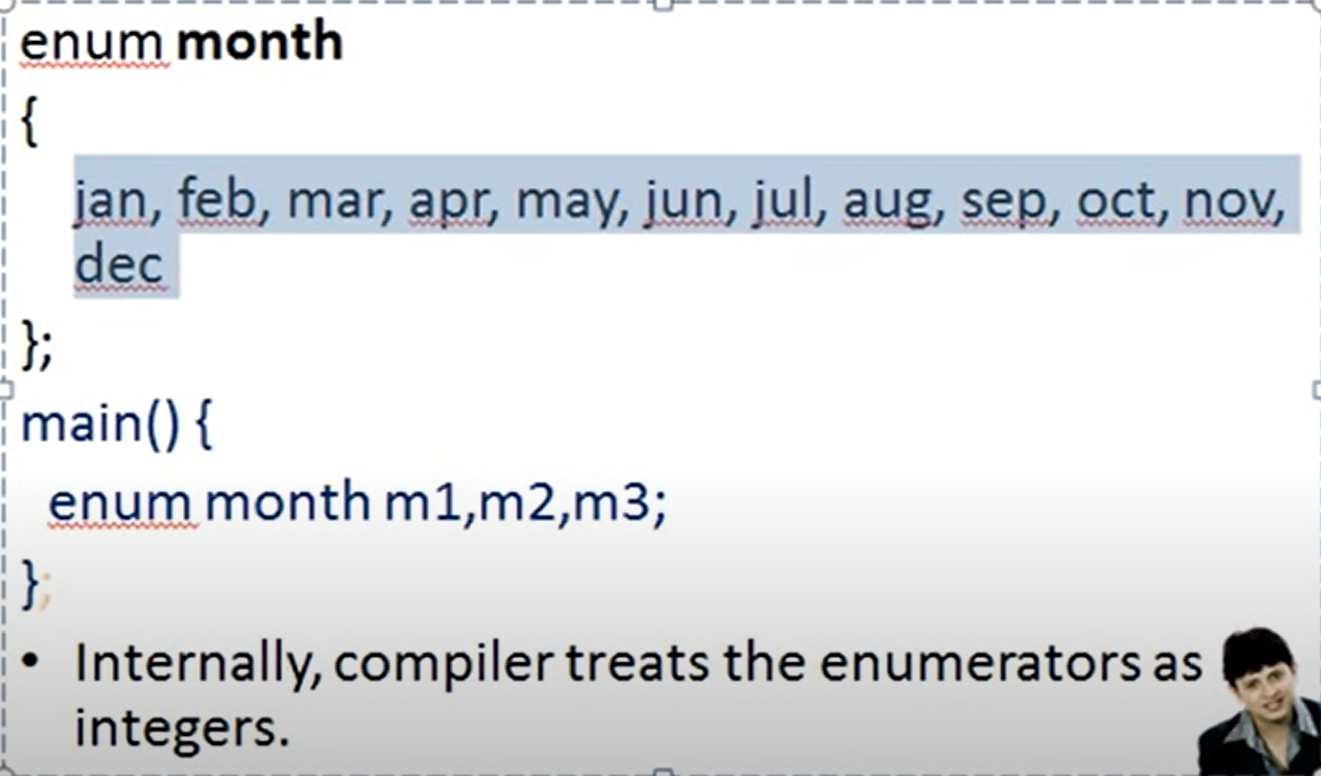 enum month
{
jan, feb, mar, apr, may, jun, jul, aug, sep, oct, nov,
dec
};
main() {
enum month m1,m2,m3;
};
• Internally, compiler treats the enumerators as
integers.